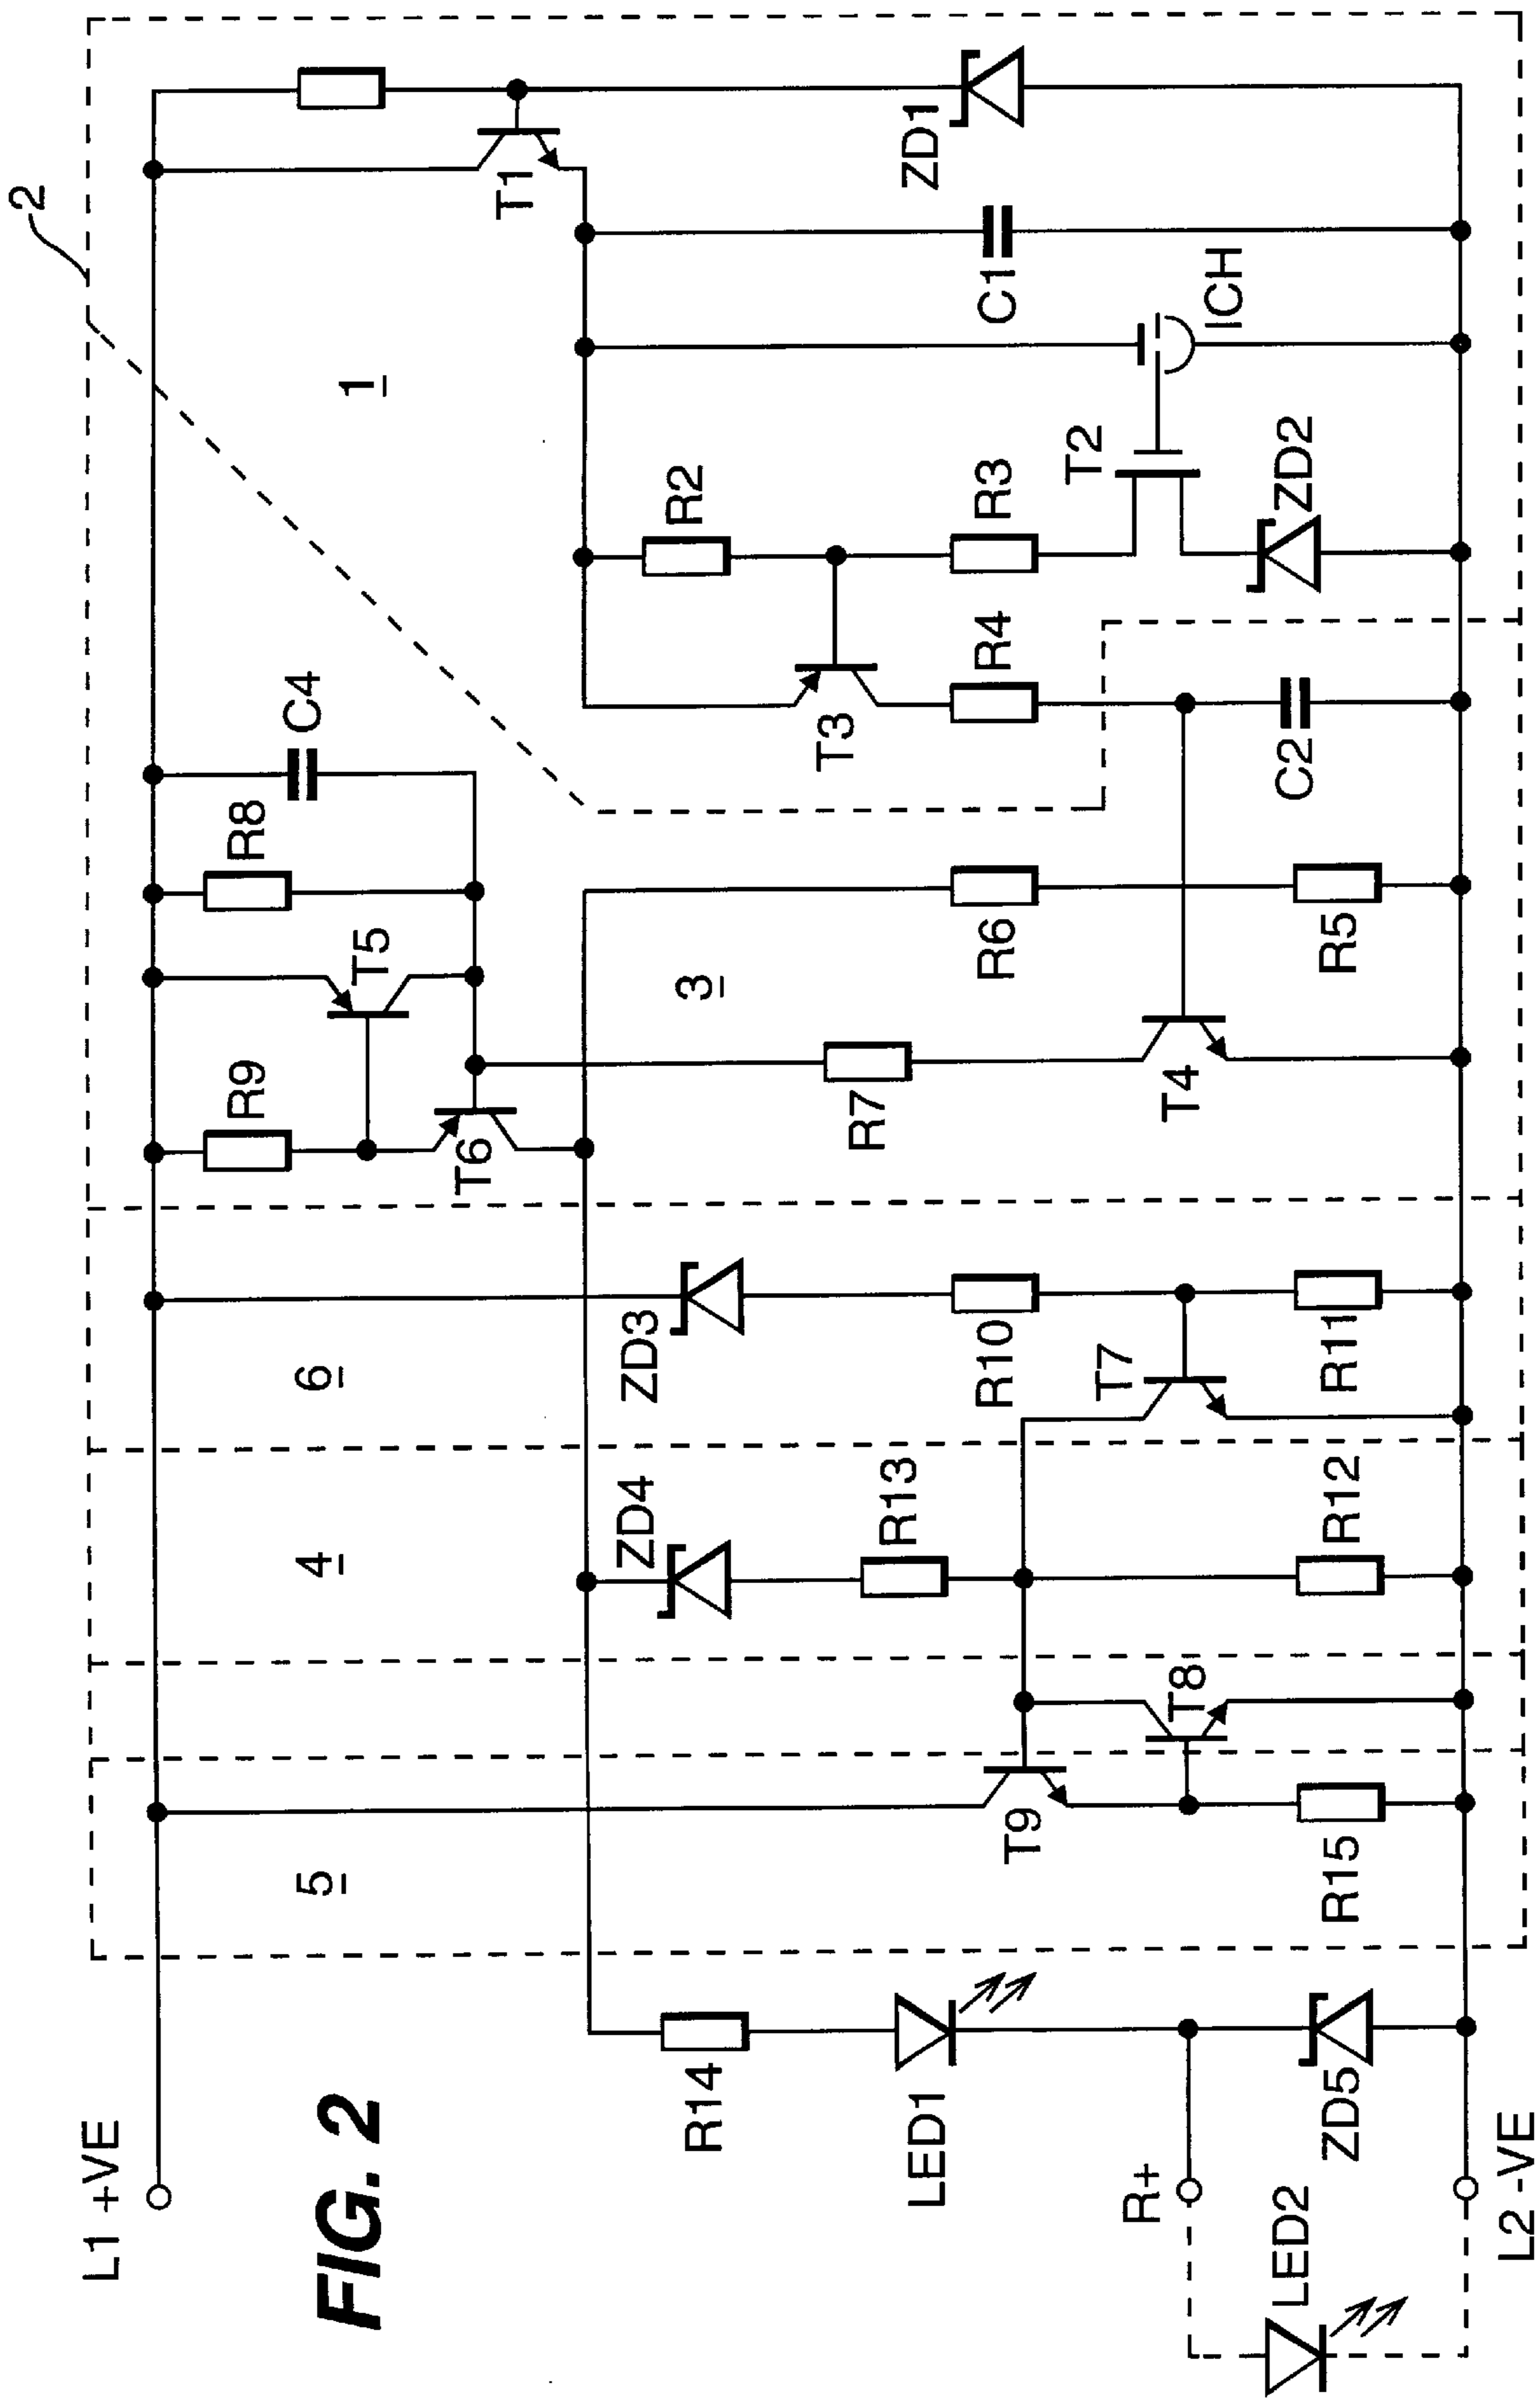 FIG. 2
L1 +VE
L2 -VE
R+
LED2
LED1
ZD5
R14
5
T9
R15
T8
4
ZD4
R13
R12
6
ZD3
R10
T7
R11
R9
T6
T5
R8
C4
3
R7
T4
R6
R5
C2
T3
R4
R2
R3
T2
ZD2
1
2
ICH
C1
T1
ZD1